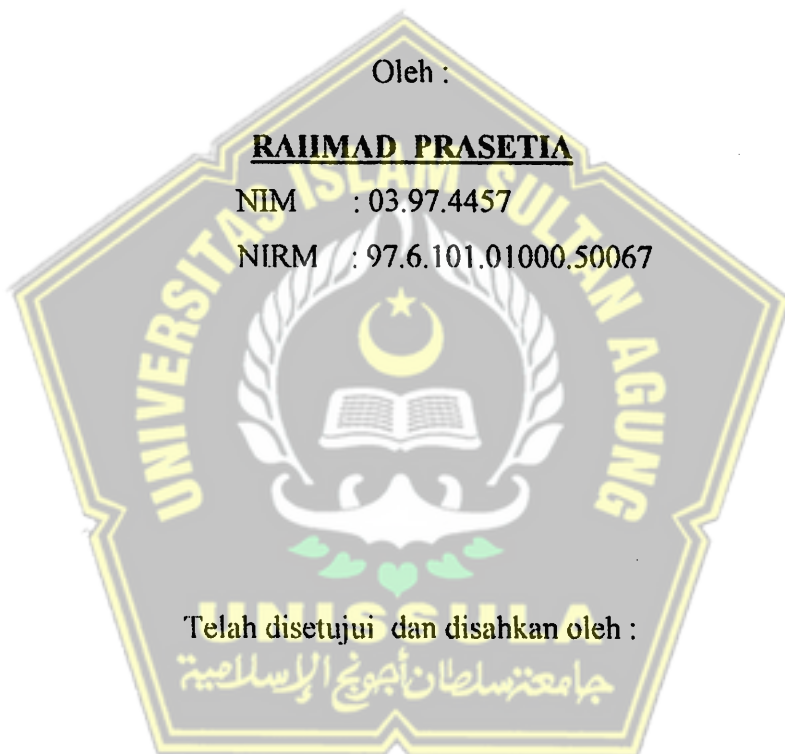 Oleh :
RAHMAD PRASETIA
NIM : 03.97.4457
NIRM : 97.6.101.01000.50067
UNIVERSITAS ISLAM SULTAN AGUNG
Telah disetujui dan disahkan oleh :
UNISSULA
جامعة سلطان أجونج الإسلامية